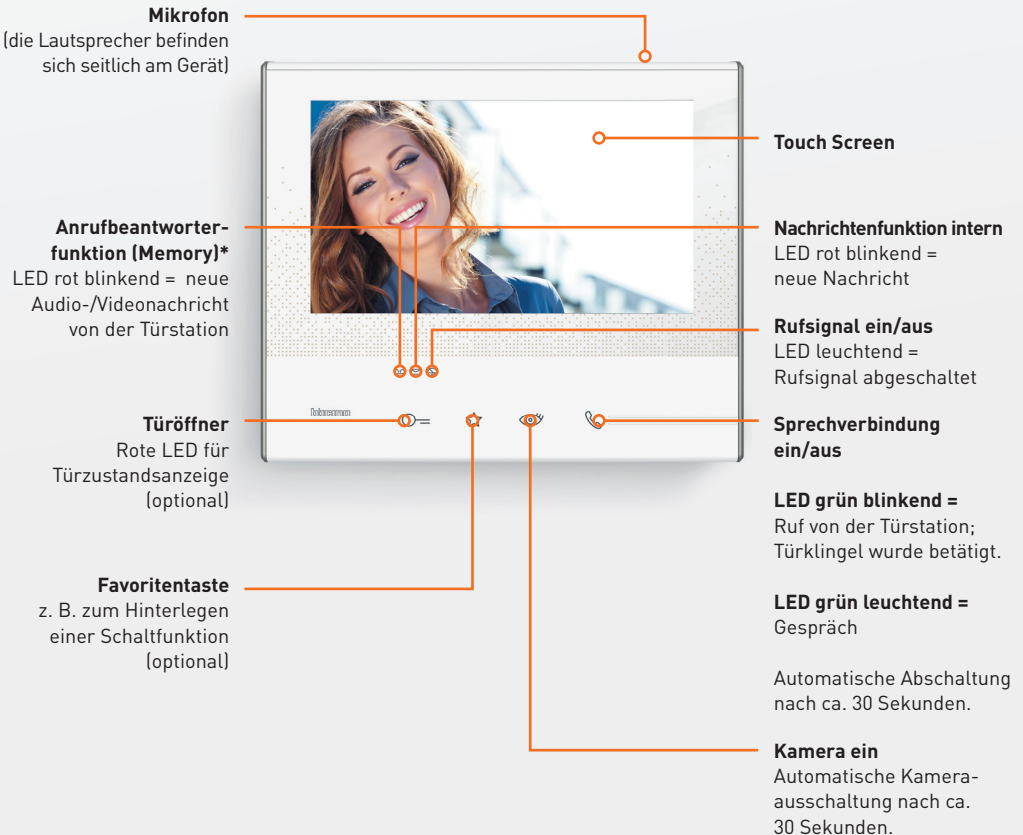 Mikrofon
(die Lautsprecher befinden
sich seitlich am Gerät)
Touch Screen
Anrufbeantworter-
funktion (Memory)*
LED rot blinkend = neue
Audio-/Videonachricht
von der Türstation
Nachrichtenfunktion intern
LED rot blinkend =
neue Nachricht
Rufsignal ein/aus
LED leuchtend =
Rufsignal abgeschaltet
Türöffner
Rote LED für
Türzustandsanzeige
(optional)
Sprechverbindung
ein/aus
LED grün blinkend =
Ruf von der Türstation;
Türklingel wurde betätigt.
LED grün leuchtend =
Gespräch
Automatische Abschaltung
nach ca. 30 Sekunden.
Favoritentaste
z. B. zum Hinterlegen
einer Schaltfunktion
(optional)
Kamera ein
Automatische Kamera-
ausschaltung nach ca.
30 Sekunden.